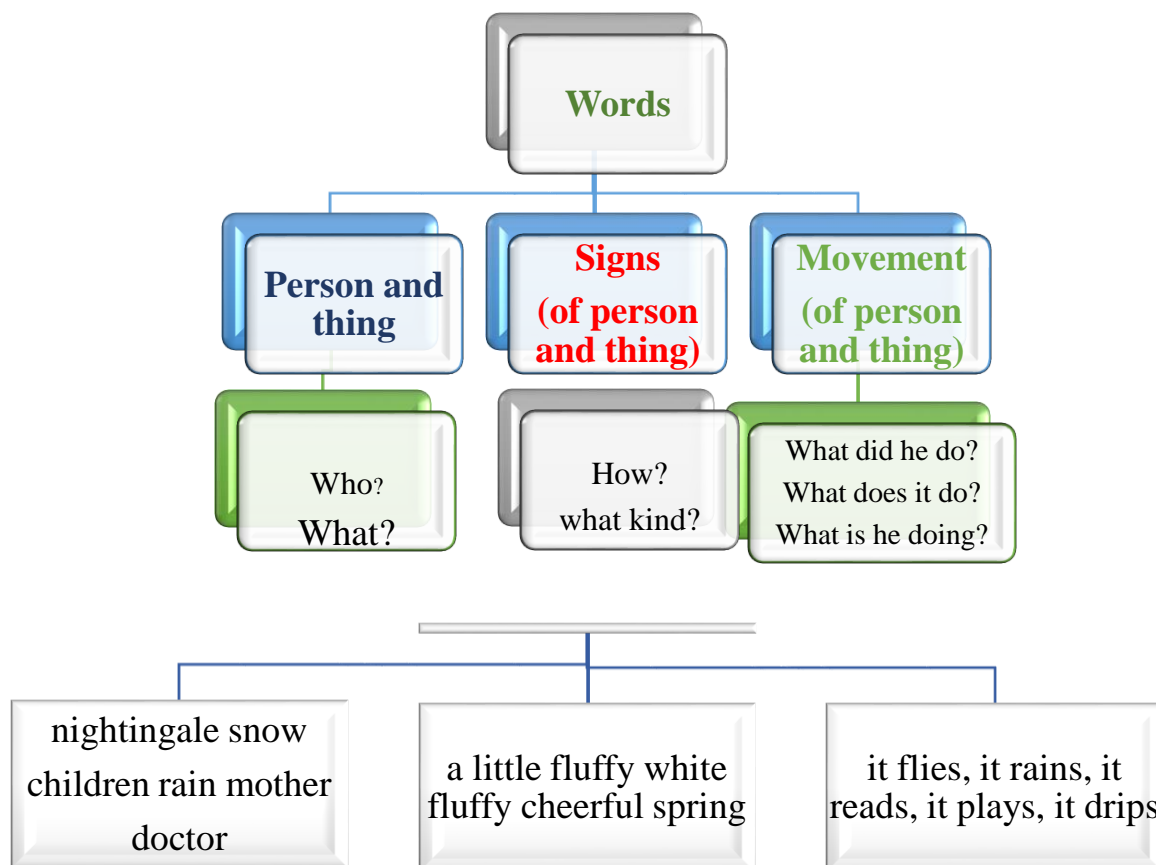 Words
Person and
thing
Signs
(of person
and thing)
Movement
(of person
and thing)
Who?
What?
How?
what kind?
What did he do?
What does it do?
What is he doing?
nightingale snow
children rain mother
doctor
a little fluffy white
fluffy cheerful spring
it flies, it rains, it
reads, it plays, it drips